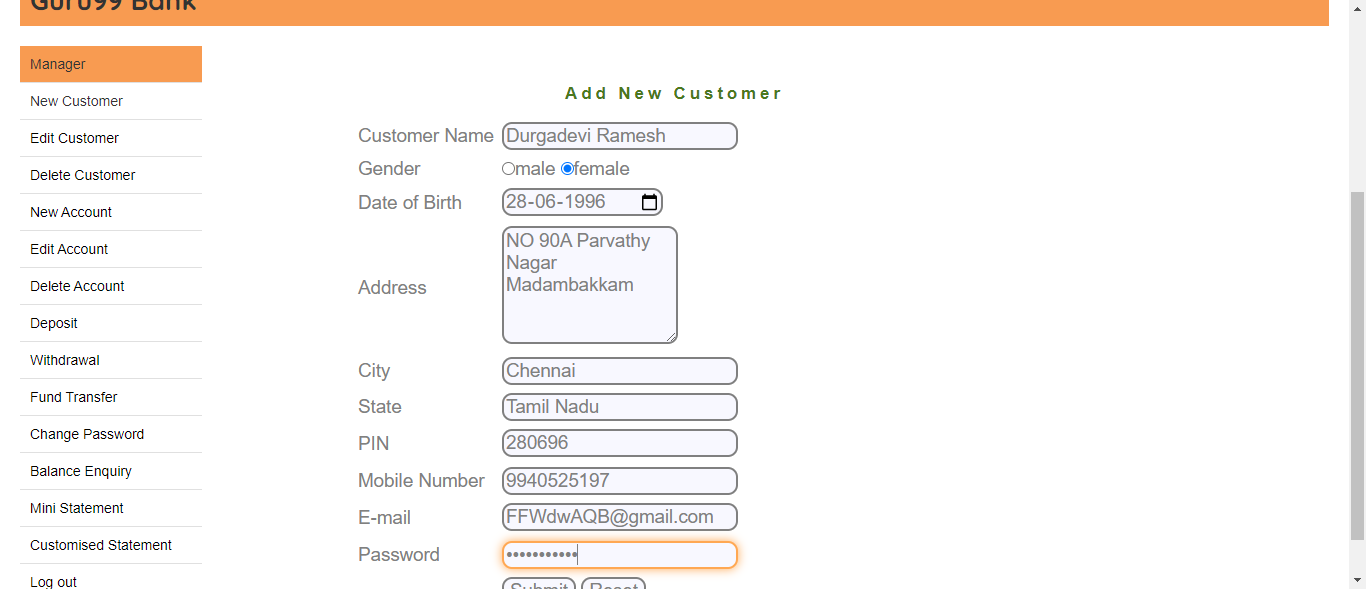 Guru99 Bank
Manager
New Customer
Edit Customer
Delete Customer
New Account
Edit Account
Delete Account
Deposit
Withdrawal
Fund Transfer
Change Password
Balance Enquiry
Mini Statement
Customised Statement
Log out
Add New Customer
Customer Name Durgadevi Ramesh
Gender male female
Date of Birth 28-06-1996
Address
NO 90A Parvathy
Nagar
Madambakkam
City Chennai
State Tamil Nadu
PIN 280696
Mobile Number 9940525197
E-mail FFWdwAQB@gmail.com
Password •••••••••••
Submit Reset